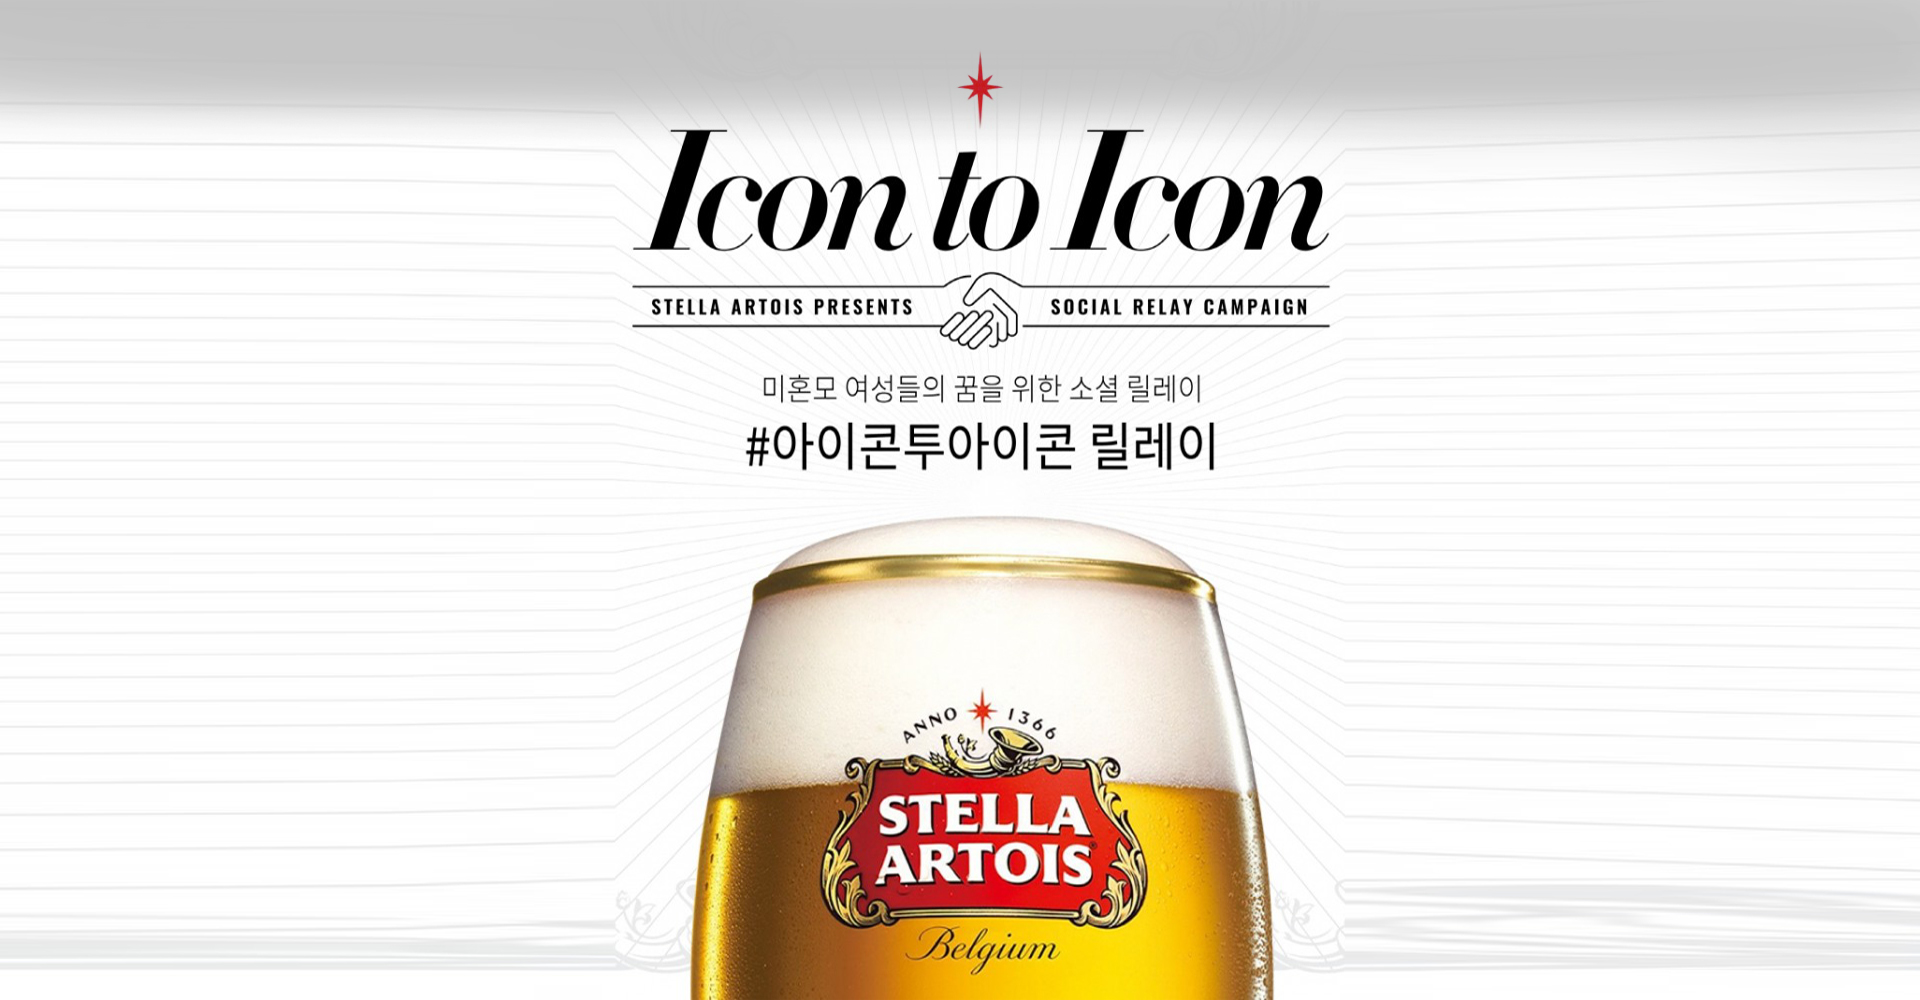 Icon to Icon
STELLA ARTOIS PRESENTS SOCIAL RELAY CAMPAIGN
미혼모 여성들의 꿈을 위한 소셜 릴레이
#아이콘투아이콘 릴레이
ANNO 1366
STELLA
ARTOIS
Belgium